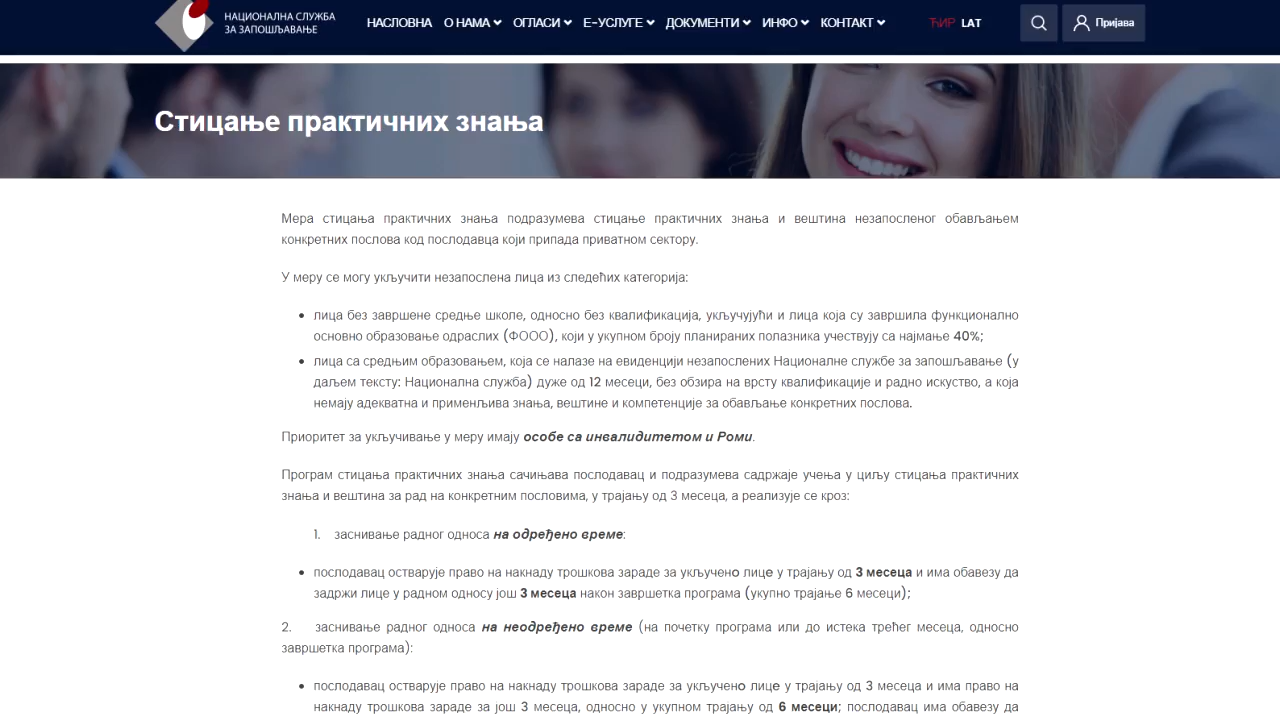 НАЦИОНАЛНА СЛУЖБА
ЗА ЗАПОШЉАВАЊЕ
НАСЛОВНА О НАМА ОГЛАСИ Е-УСЛУГЕ ДОКУМЕНТИ ИНФО КОНТАКТ ЋИР LAT Пријава
Стицање практичних знања
Мера стицања практичних знања подразумева стицање практичних знања и вештина незапосленог обављањем
конкретних послова код послодавца који припада приватном сектору.
У меру се могу укључити незапослена лица из следећих категорија:
• лица без завршене средње школе, односно без квалификација, укључујући и лица која су завршила функционално
основно образовање одраслих (ФООО), који у укупном броју планираних полазника учествују са најмање 40%;
• лица са средњим образовањем, која се налазе на евиденцији незапослених Националне службе за запошљавање (у
даљем тексту: Национална служба) дуже од 12 месеци, без обзира на врсту квалификације и радно искуство, а која
немају адекватна и применљива знања, вештине и компетенције за обављање конкретних послова.
Приоритет за укључивање у меру имају особе са инвалидитетом и Роми.
Програм стицања практичних знања сачињава послодавац и подразумева садржаје учења у циљу стицања практичних
знања и вештина за рад на конкретним пословима, у трајању од 3 месеца, а реализује се кроз:
1. заснивање радног односа на одређено време:
• послодавац остварује право на накнаду трошкова зараде за укључено лице у трајању од 3 месеца и има обавезу да
задржи лице у радном односу још 3 месеца након завршетка програма (укупно трајање 6 месеци);
2. заснивање радног односа на неодређено време (на почетку програма или до истека трећег месеца, односно
завршетка програма):
• послодавац остварује право на накнаду трошкова зараде за укључено лице у трајању од 3 месеца и има право на
накнаду трошкова зараде за још 3 месеца, односно у укупном трајању од 6 месеци; послодавац има обавезу да